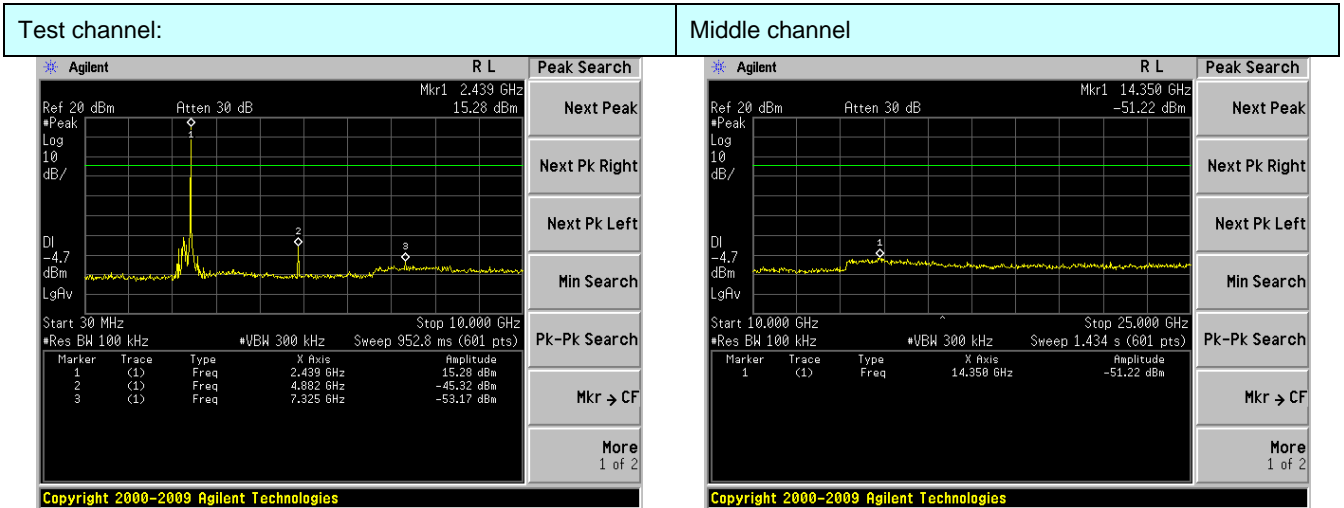 Test channel:
Middle channel
Agilent R L Peak Search
Mkr1 2.439 GHz
Ref 20 dBm Atten 30 dB 15.28 dBm
#Peak
Log
10
dB/
DI
-4.7
dBm
LgAv
1
2
3
Start 30 MHz Stop 10.000 GHz
#Res BW 100 kHz #VBW 300 kHz Sweep 952.8 ms (601 pts)
Marker Trace Type X Axis Amplitude
1 (1) Freq 2.439 GHz 15.28 dBm
2 (1) Freq 4.882 GHz -45.32 dBm
3 (1) Freq 7.325 GHz -53.17 dBm
Next Peak
Next Pk Right
Next Pk Left
Min Search
Pk-Pk Search
Mkr → CF
More
1 of 2
Copyright 2000-2009 Agilent Technologies
Agilent R L Peak Search
Mkr1 14.350 GHz
Ref 20 dBm Atten 30 dB -51.22 dBm
#Peak
Log
10
dB/
DI
-4.7
dBm
LgAv
1
Start 10.000 GHz Stop 25.000 GHz
#Res BW 100 kHz #VBW 300 kHz Sweep 1.434 s (601 pts)
Marker Trace Type X Axis Amplitude
1 (1) Freq 14.350 GHz -51.22 dBm
Next Peak
Next Pk Right
Next Pk Left
Min Search
Pk-Pk Search
Mkr → CF
More
1 of 2
Copyright 2000-2009 Agilent Technologies